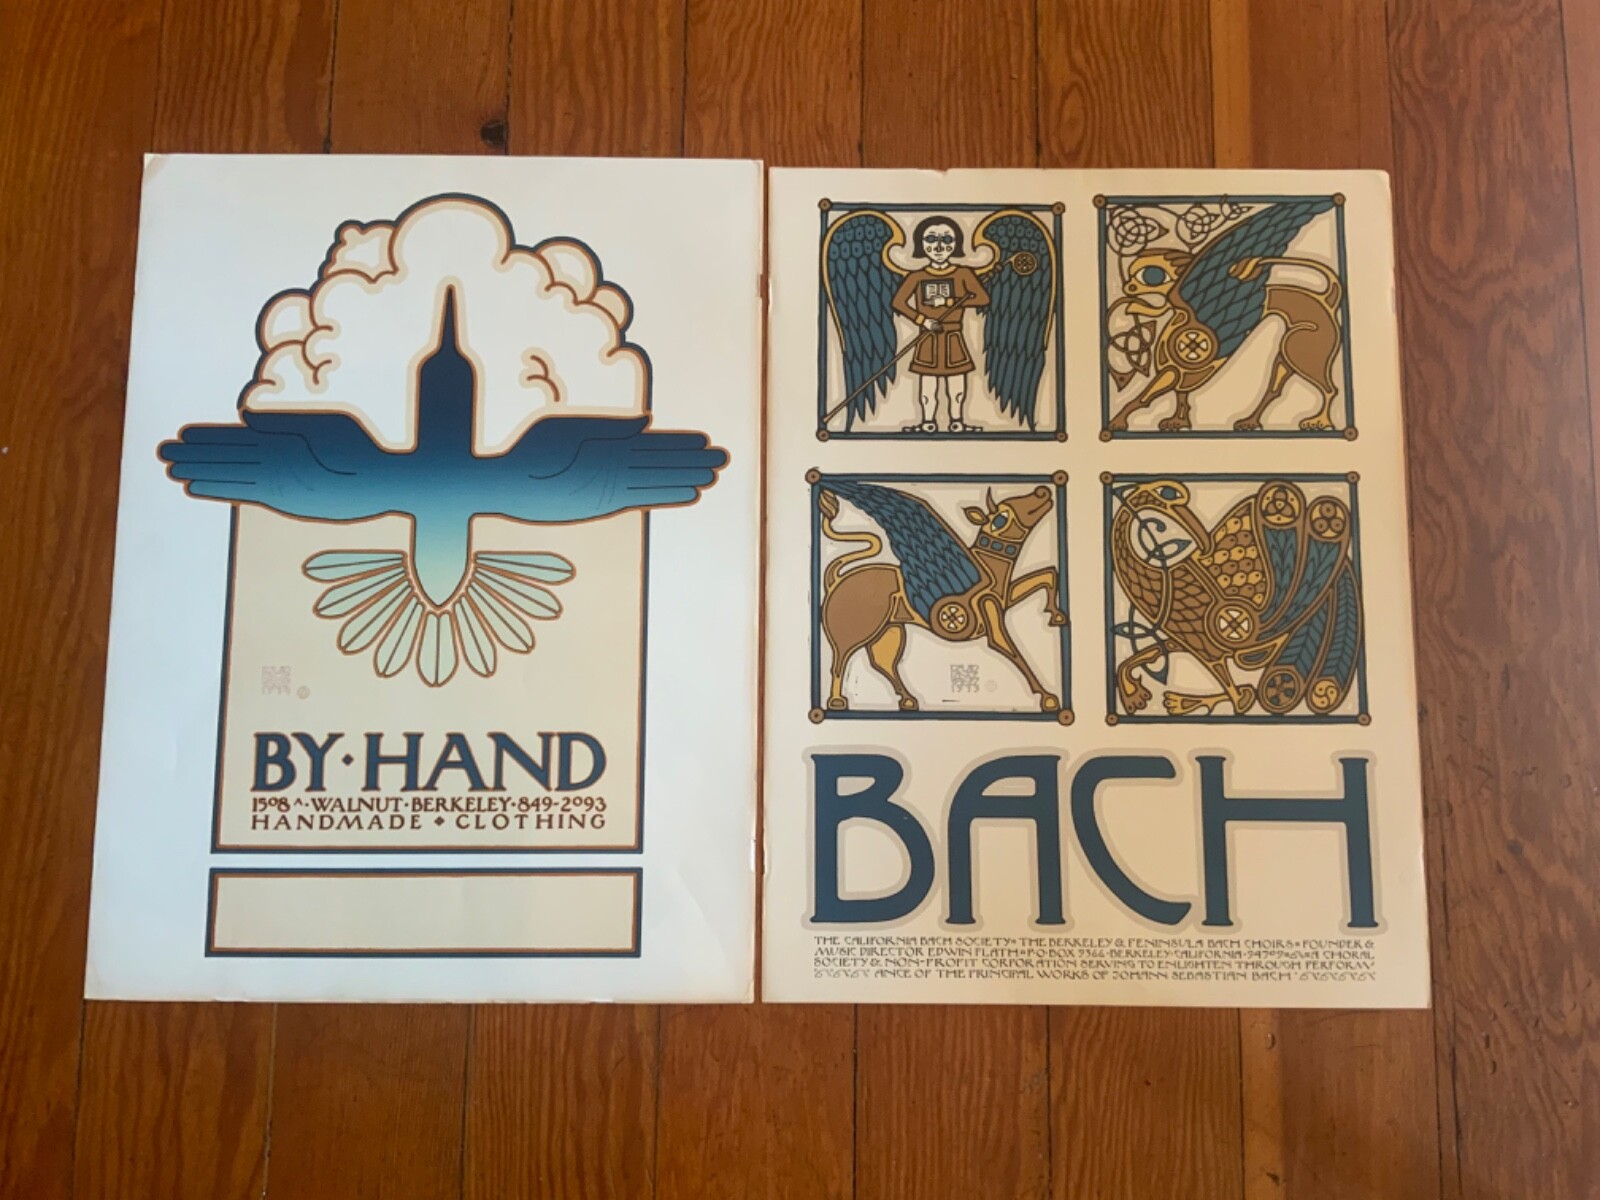 BY·HAND
1508 ^·WALNUT·BERKELEY·849-2093
HANDMADE ◆ CLOTHING
BACH
THE CALIFORNIA BACH SOCIETY▪THE BERKELEY & PENINSULA BACH CHOIRS▪FOUNDER &
MUSIC DIRECTOR EDWIN FLATH▪P·O·BOX 9366·BERKELEY·CALIFORNIA·94709▪A CHORAL
SOCIETY & NON-PROFIT CORPORATION SERVING TO ENLIGHTEN THROUGH PERFORM-
ANCE OF THE PRINCIPAL WORKS OF JOHANN SEBASTIAN BACH